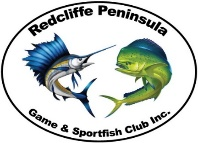 Redcliffe Peninsula
Game & Sportfish Club Inc.